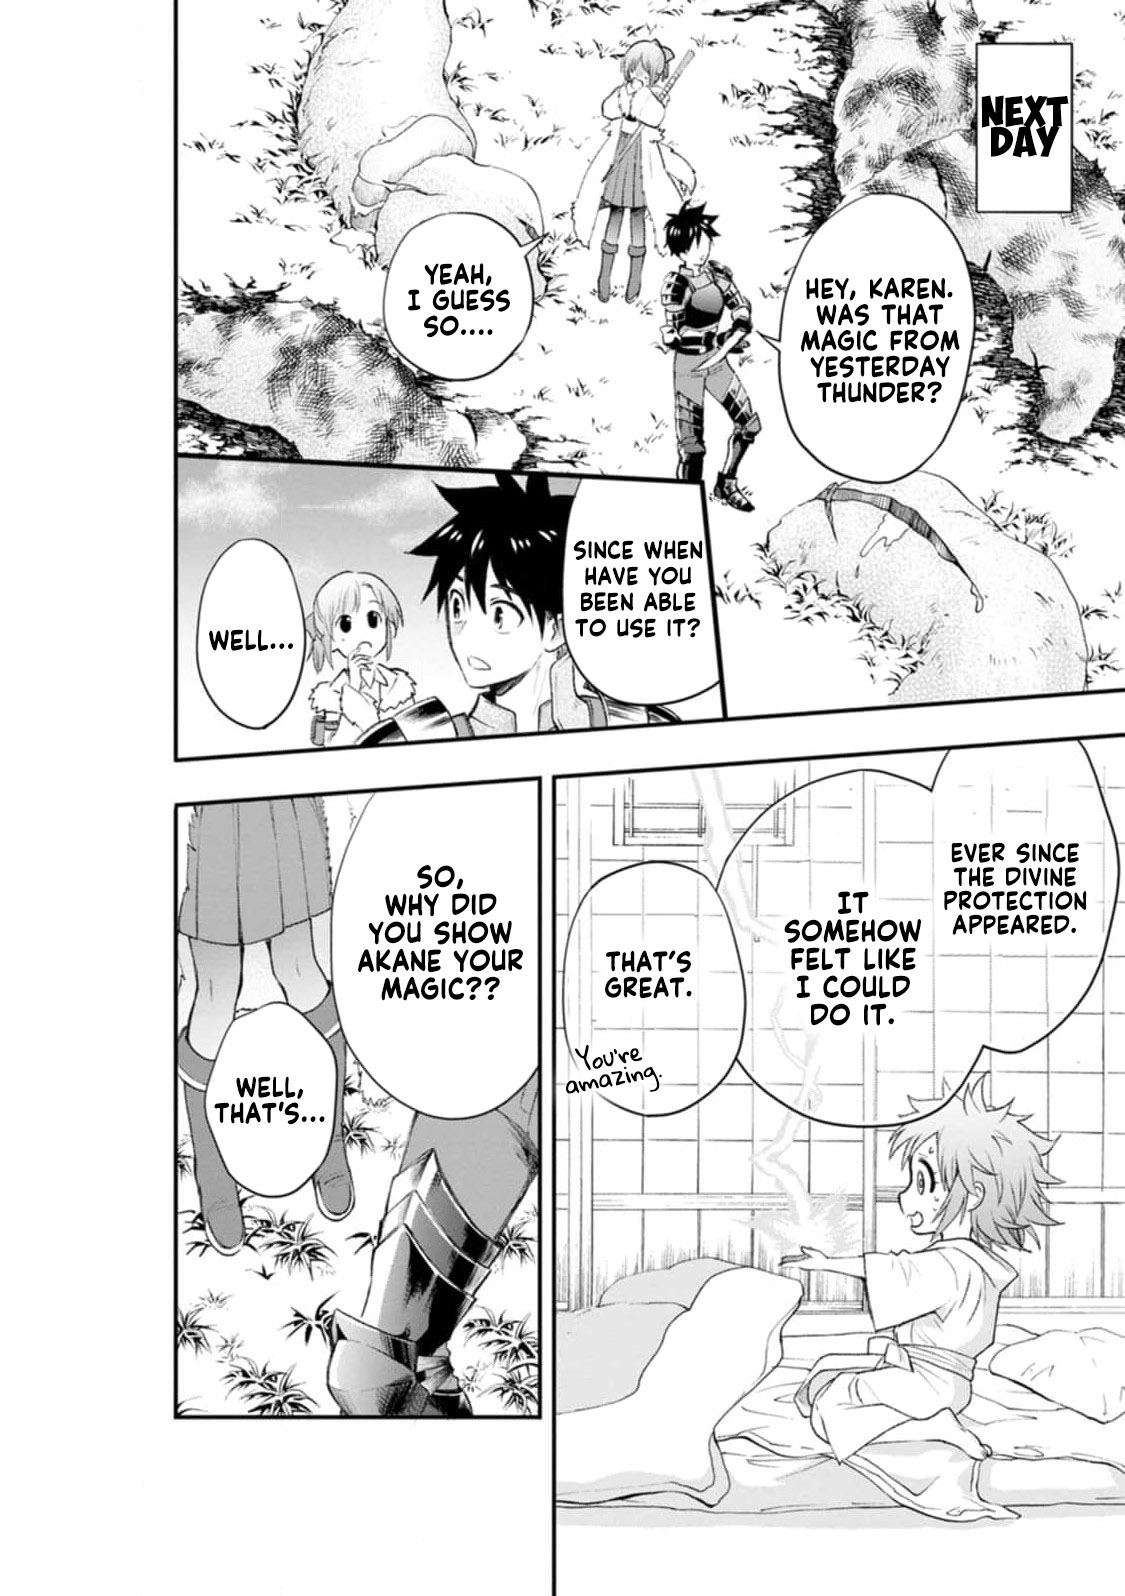 NEXT
DAY
HEY, KAREN.
WAS THAT
MAGIC FROM
YESTERDAY
THUNDER?
YEAH,
I GUESS
SO....
SINCE WHEN
HAVE YOU
BEEN ABLE
TO USE IT?
WELL...
EVER SINCE
THE DIVINE
PROTECTION
APPEARED.
IT
SOMEHOW
FELT LIKE
I COULD
DO IT.
THAT'S
GREAT.
You're
amazing.
SO,
WHY DID
YOU SHOW
AKANE YOUR
MAGIC??
WELL,
THAT'S...